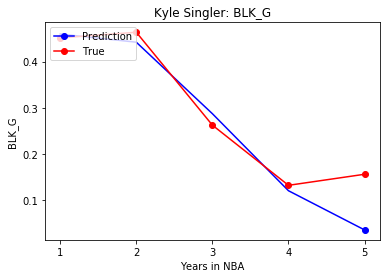 Kyle Singler: BLK_G
Prediction
True
0.4
0.3
0.2
0.1
BLK_G
1
2
3
4
5
Years in NBA